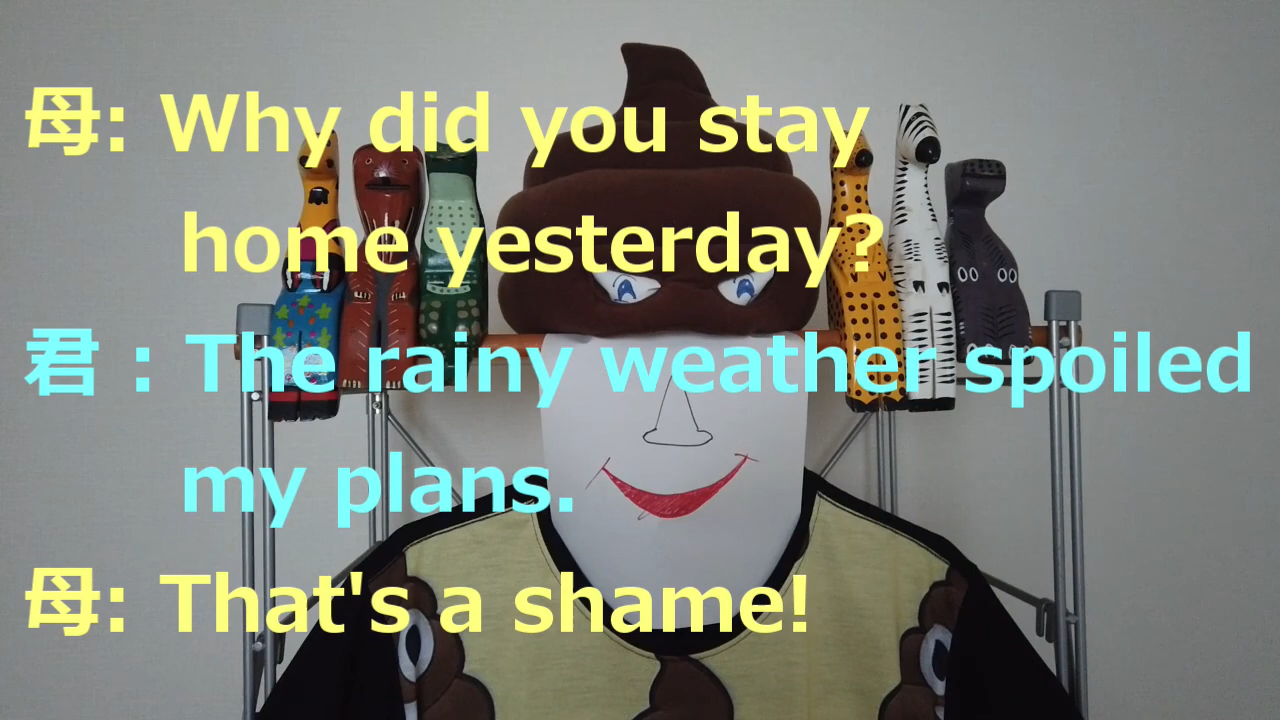 母: Why did you stay
home yesterday?
君 : The rainy weather spoiled
my plans.
母: That's a shame!